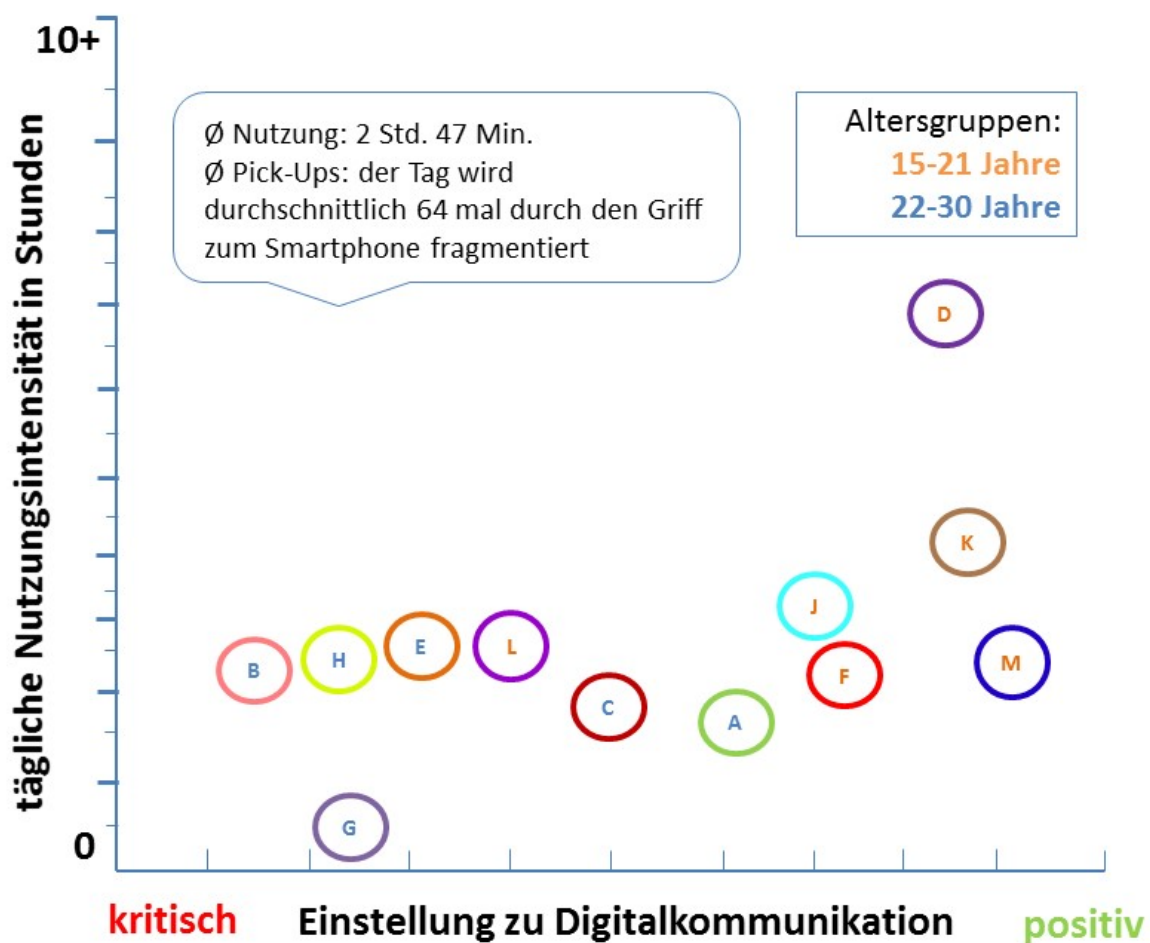 10+
tägliche Nutzungsintensität in Stunden
Ø Nutzung: 2 Std. 47 Min.
Ø Pick-Ups: der Tag wird
durchschnittlich 64 mal durch den Griff
zum Smartphone fragmentiert
Altersgruppen:
15-21 Jahre
22-30 Jahre
D
K
J
B
H
E
L
F
M
C
A
G
0
kritisch
Einstellung zu Digitalkommunikation
positiv